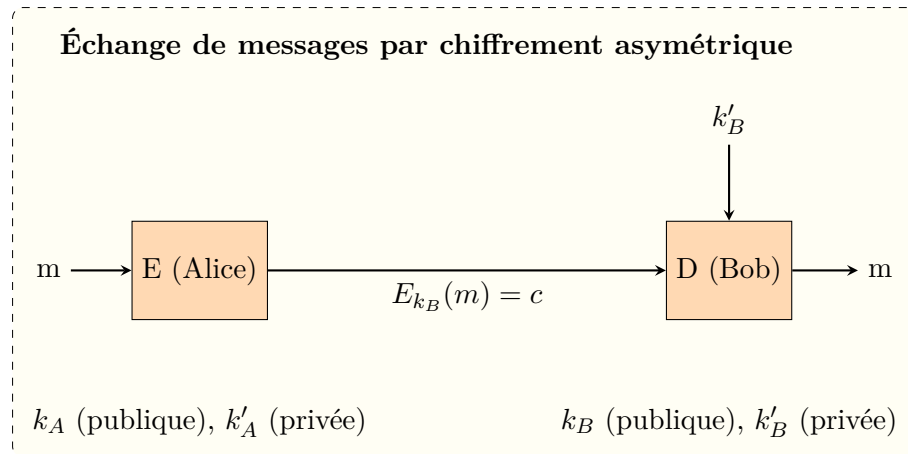 Échange de messages par chiffrement asymétrique
k'_B
m E (Alice) D (Bob) m
E_{k_B}(m) = c
k_A (publique), k'_A (privée) k_B (publique), k'_B (privée)